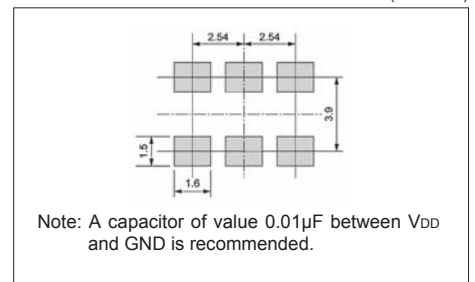 2.54 2.54
3.9
1.5
1.6
Note: A capacitor of value 0.01µF between VDD
and GND is recommended.